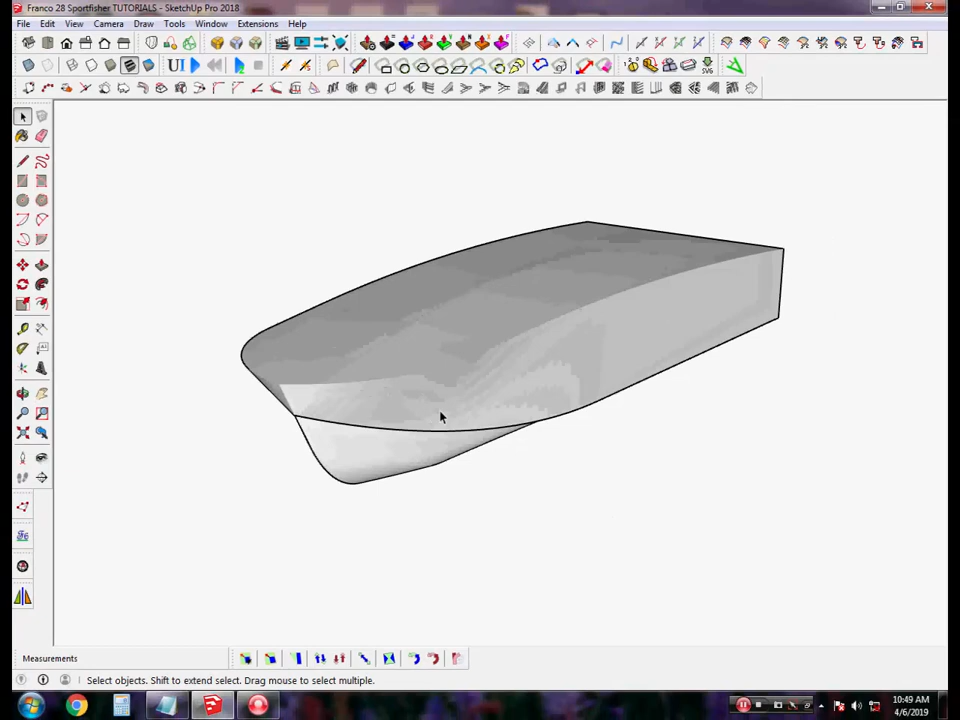 Franco 28 Sportfisher TUTORIALS - SketchUp Pro 2018
File Edit View Camera Draw Tools Window Extensions Help
UI
SVG
Measurements
Select objects. Shift to extend select. Drag mouse to select multiple.
10:49 AM
4/6/2019